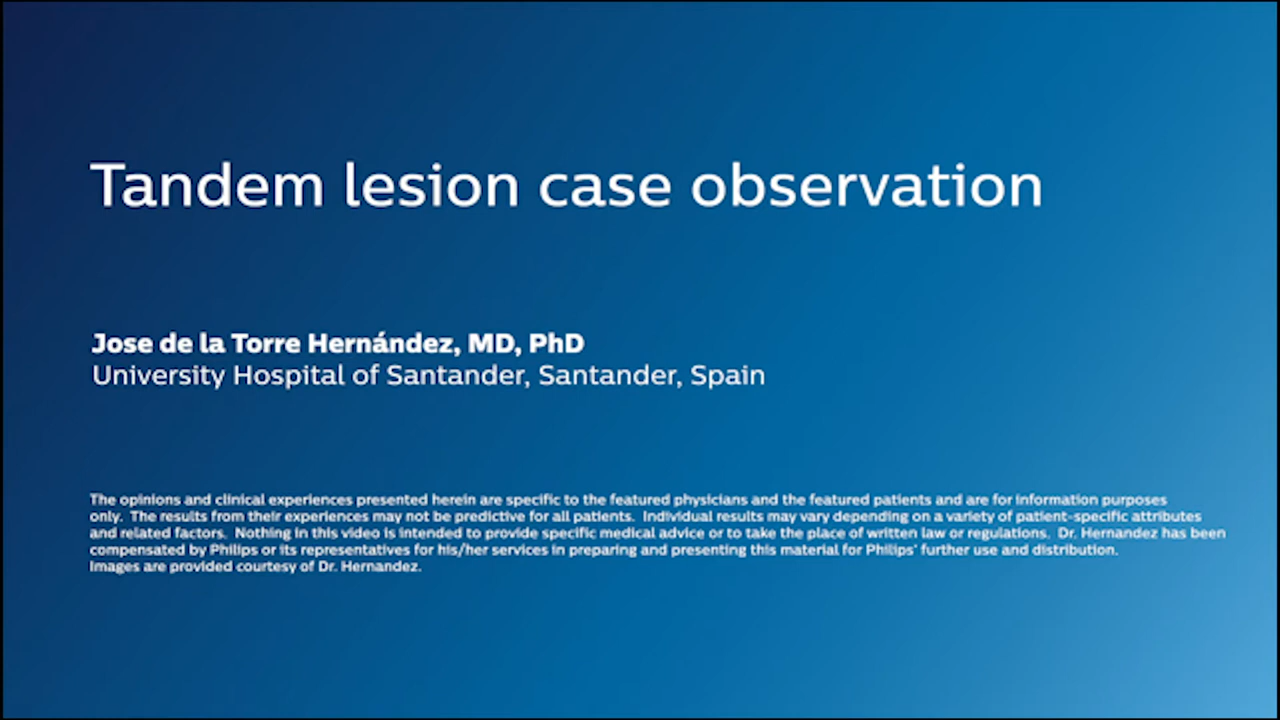 Tandem lesion case observation
Jose de la Torre Hernández, MD, PhD
University Hospital of Santander, Santander, Spain
The opinions and clinical experiences presented herein are specific to the featured physicians and the featured patients and are for information purposes
only.  The results from their experiences may not be predictive for all patients.  Individual results may vary depending on a variety of patient-specific attributes
and related factors.  Nothing in this video is intended to provide specific medical advice or to take the place of written law or regulations.  Dr. Hernandez has been
compensated by Philips or its representatives for his/her services in preparing and presenting this material for Philips' further use and distribution.
Images are provided courtesy of Dr. Hernandez.